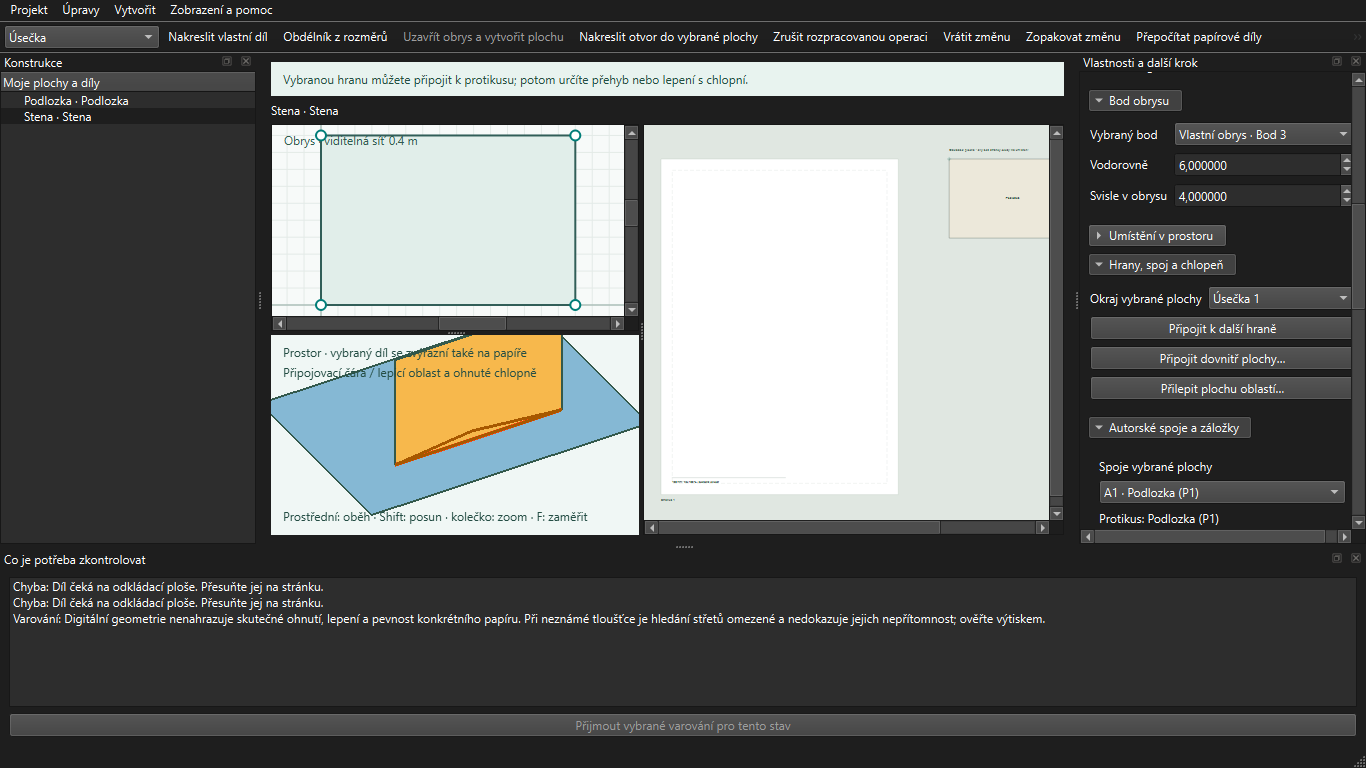 Projekt Úpravy Vytvořit Zobrazení a pomoc
Úsečka Nakreslit vlastní díl Obdélník z rozměrů Uzavřít obrys a vytvořit plochu Nakreslit otvor do vybrané plochy Zrušit rozpracovanou operaci Vrátit změnu Zopakovat změnu Přepočítat papírové díly
Konstrukce
Moje plochy a díly
Podlozka · Podlozka
Stena · Stena
Vybranou hranu můžete připojit k protikusu; potom určíte přehyb nebo lepení s chlopní.
Stena · Stena
Obrys · viditelná síť 0.4 m
Prostor · vybraný díl se zvýrazní také na papíře
Připojovací čára / lepicí oblast a ohnuté chlopně
Prostřední: oběh · Shift: posun · kolečko: zoom · F: zaměřit
Vlastnosti a další krok
Bod obrysu
Vybraný bod Vlastní obrys · Bod 3
Vodorovně 6,000000
Svisle v obrysu 4,000000
Umístění v prostoru
Hrany, spoj a chlopeň
Okraj vybrané plochy Úsečka 1
Připojit k další hraně
Připojit dovnitř plochy...
Přilepit plochu oblastí...
Autorské spoje a záložky
Spoje vybrané plochy
A1 · Podlozka (P1)
Protikus: Podlozka (P1)
Co je potřeba zkontrolovat
Chyba: Díl čeká na odkládací ploše. Přesuňte jej na stránku.
Chyba: Díl čeká na odkládací ploše. Přesuňte jej na stránku.
Varování: Digitální geometrie nenahrazuje skutečné ohnutí, lepení a pevnost konkrétního papíru. Při neznámé tloušťce je hledání střetů omezené a nedokazuje jejich nepřítomnost; ověřte výtiskem.
Přijmout vybrané varování pro tento stav